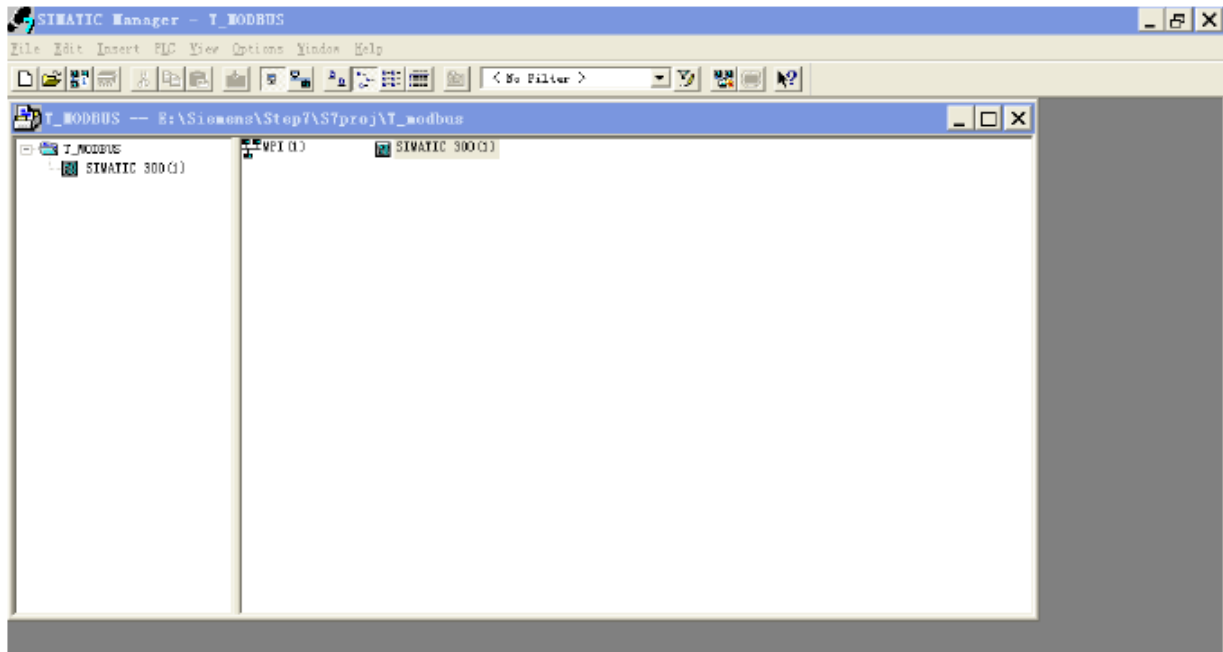 SIMATIC Manager - T_MODBUS
File Edit Insert PLC View Options Window Help
< No Filter >
T_MODBUS -- E:\Siemens\Step7\S7proj\T_modbus
T_MODBUS
SIMATIC 300(1)
MPI(1)
SIMATIC 300(1)